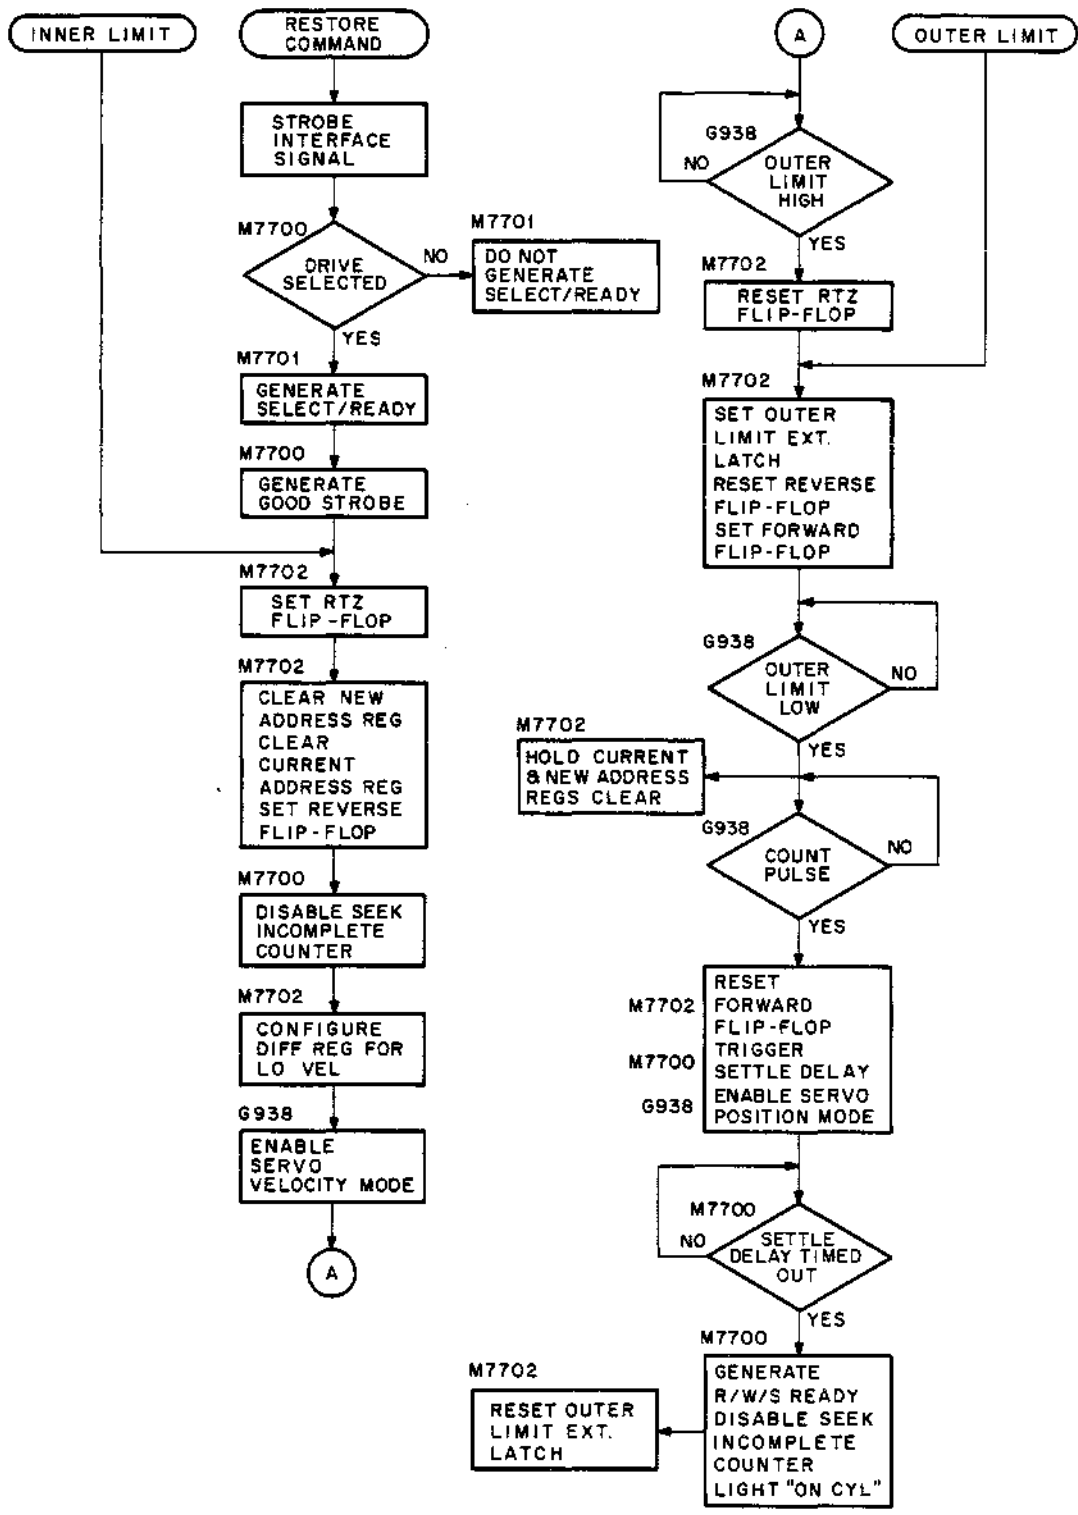 INNER LIMIT
RESTORE
COMMAND
STROBE
INTERFACE
SIGNAL
M7700
DRIVE
SELECTED
NO
M7701
DO NOT
GENERATE
SELECT/READY
YES
M7701
GENERATE
SELECT/READY
M7700
GENERATE
GOOD STROBE
M7702
SET RTZ
FLIP-FLOP
M7702
CLEAR NEW
ADDRESS REG
CLEAR
CURRENT
ADDRESS REG
SET REVERSE
FLIP-FLOP
M7700
DISABLE SEEK
INCOMPLETE
COUNTER
M7702
CONFIGURE
DIFF REG FOR
LO VEL
G938
ENABLE
SERVO
VELOCITY MODE
A
A
OUTER LIMIT
G938
NO
OUTER
LIMIT
HIGH
YES
M7702
RESET RTZ
FLIP-FLOP
M7702
SET OUTER
LIMIT EXT.
LATCH
RESET REVERSE
FLIP-FLOP
SET FORWARD
FLIP-FLOP
G938
OUTER
LIMIT
LOW
NO
YES
M7702
HOLD CURRENT
& NEW ADDRESS
REGS CLEAR
G938
COUNT
PULSE
NO
YES
RESET
M7702 FORWARD
FLIP-FLOP
TRIGGER
M7700 SETTLE DELAY
G938 ENABLE SERVO
POSITION MODE
M7700
NO
SETTLE
DELAY TIMED
OUT
YES
M7700
GENERATE
R/W/S READY
DISABLE SEEK
INCOMPLETE
COUNTER
LIGHT "ON CYL"
M7702
RESET OUTER
LIMIT EXT.
LATCH